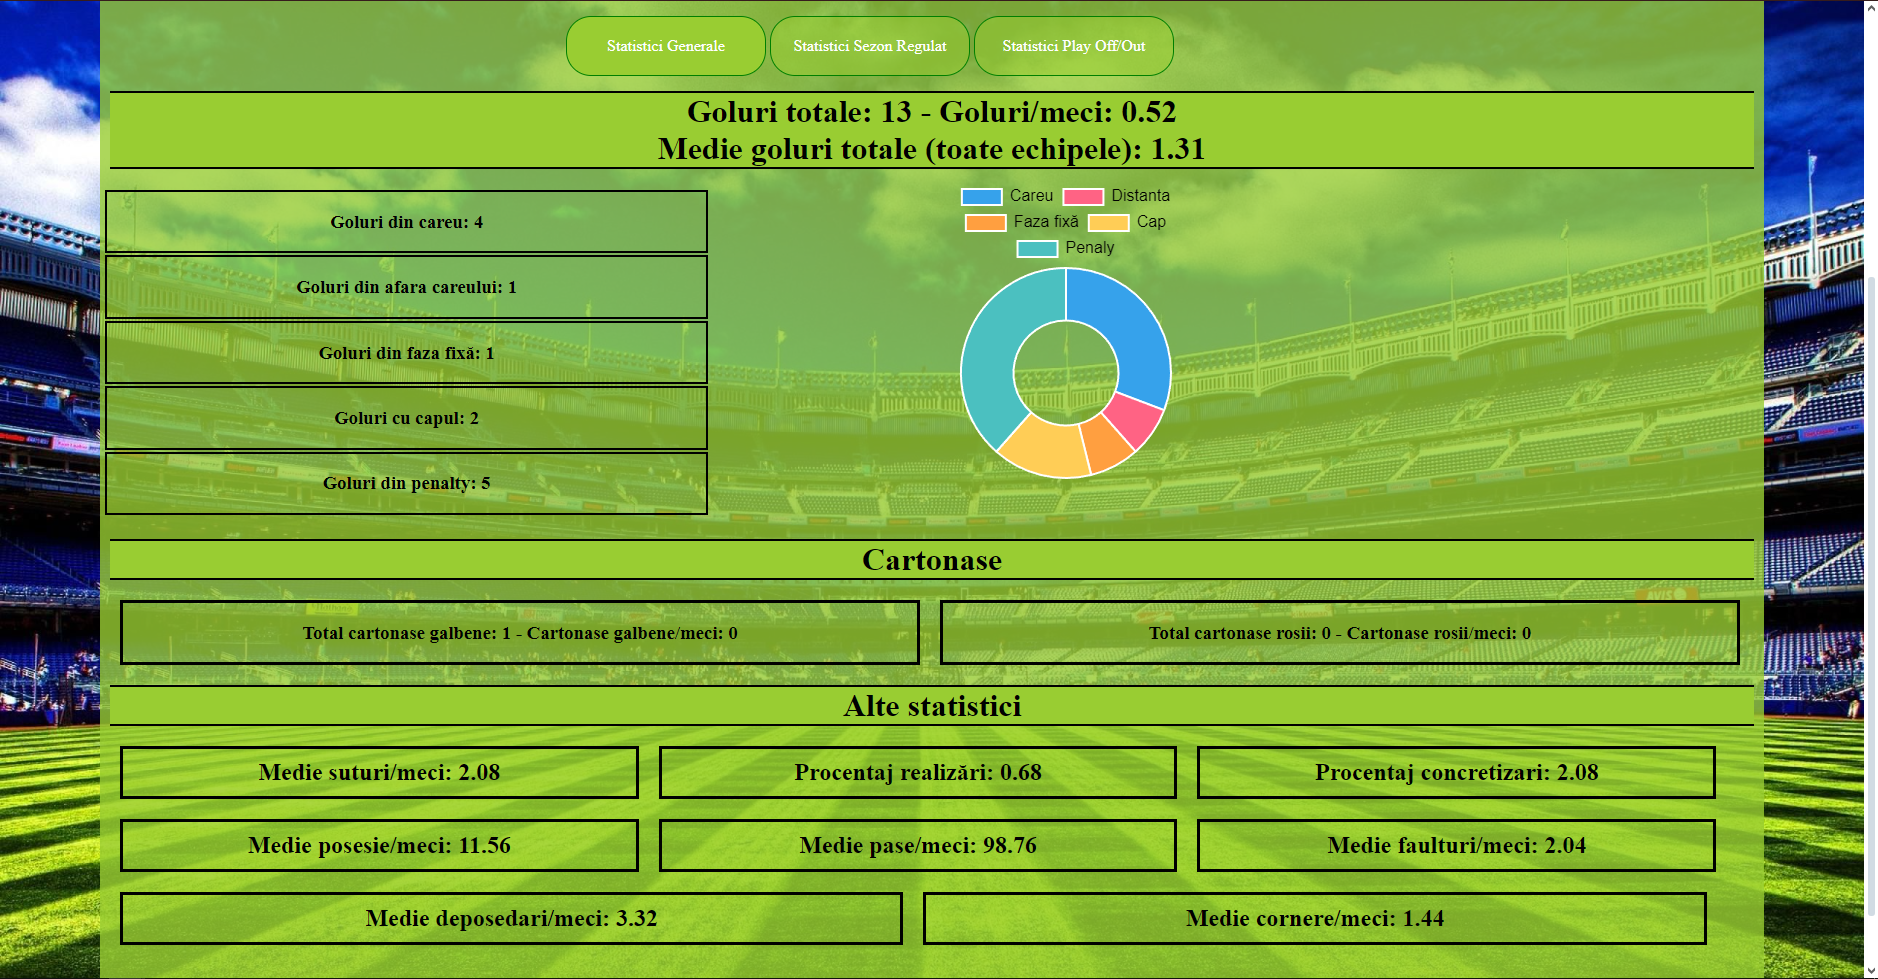 Statistici Generale
Statistici Sezon Regulat
Statistici Play Off/Out
Goluri totale: 13 - Goluri/meci: 0.52
Medie goluri totale (toate echipele): 1.31
Goluri din careu: 4
Goluri din afara careului: 1
Goluri din faza fixă: 1
Goluri cu capul: 2
Goluri din penalty: 5
Careu Distanta
Faza fixă Cap
Penaly
Cartonase
Total cartonase galbene: 1 - Cartonase galbene/meci: 0
Total cartonase rosii: 0 - Cartonase rosii/meci: 0
Alte statistici
Medie suturi/meci: 2.08
Procentaj realizări: 0.68
Procentaj concretizari: 2.08
Medie posesie/meci: 11.56
Medie pase/meci: 98.76
Medie faulturi/meci: 2.04
Medie deposedari/meci: 3.32
Medie cornere/meci: 1.44